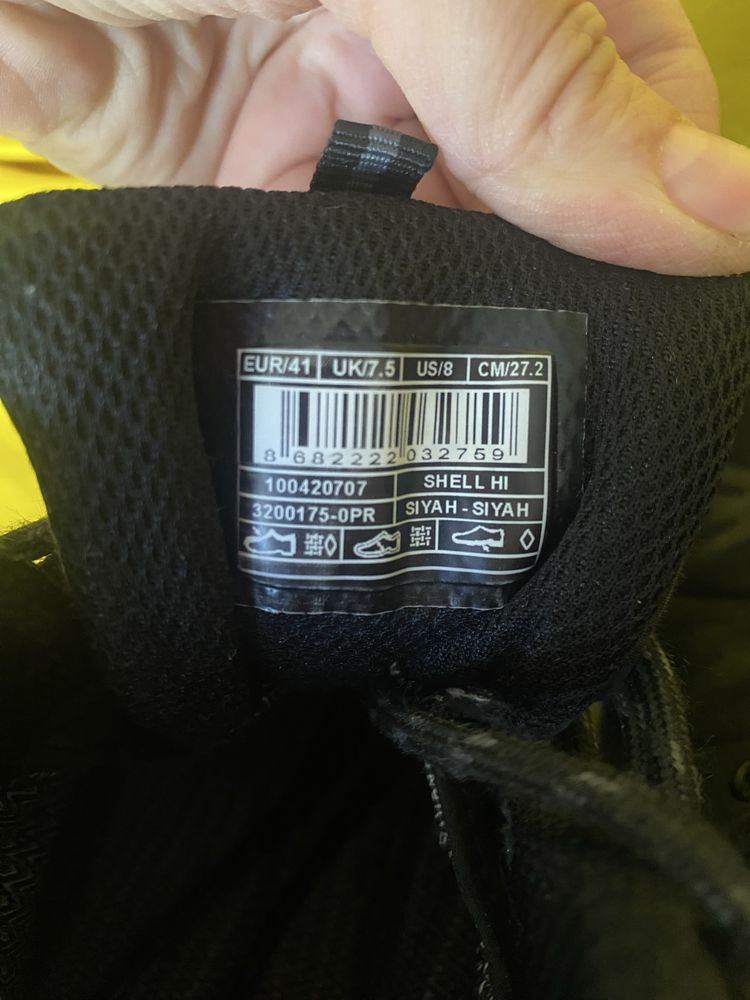 EUR/41 UK/7.5 US/8 CM/27.2
8 682222 032759
100420707 SHELL HI
3200175-0PR SIYAH - SIYAH